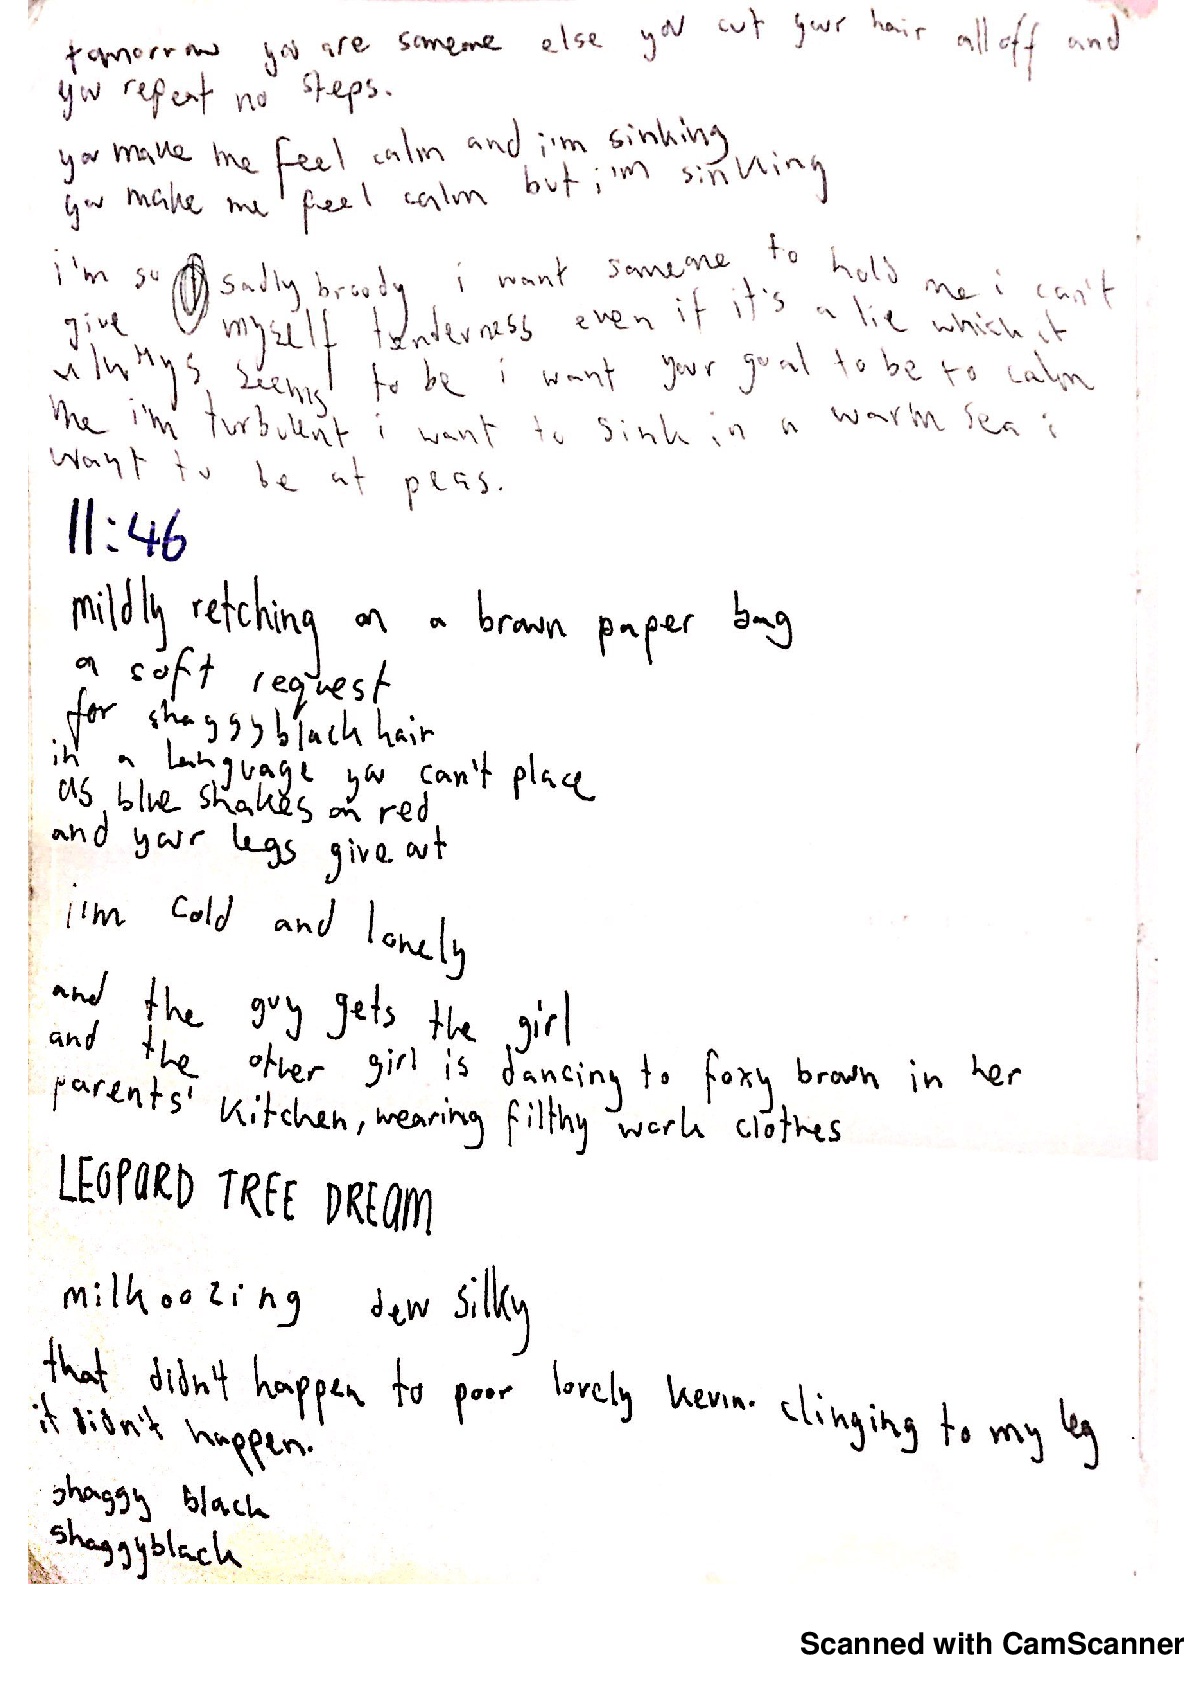 tomorrow you are someone else you cut your hair all off and
you repeat no steps.
you make me feel calm and i'm sinking
you make me feel calm but i'm sinking
i'm so sadly broody i want someone to hold me i can't
give myself tenderness even if it's a lie which it
always seems to be i want your goal to be to calm
me i'm turbulent i want to sink in a warm sea i
want to be at peas.
11:46
mildly retching on a brown paper bag
a soft request
for shaggyblack hair
in a language you can't place
as blue shakes on red
and your legs give out
i'm cold and lonely
and the guy gets the girl
and the other girl is dancing to foxy brown in her
parents' kitchen, wearing filthy work clothes
LEOPARD TREE DREAM
milkoozing dew silky
that didn't happen to poor lovely kevin. clinging to my leg
it didn't happen.
shaggy black
shaggyblack
Scanned with CamScanner